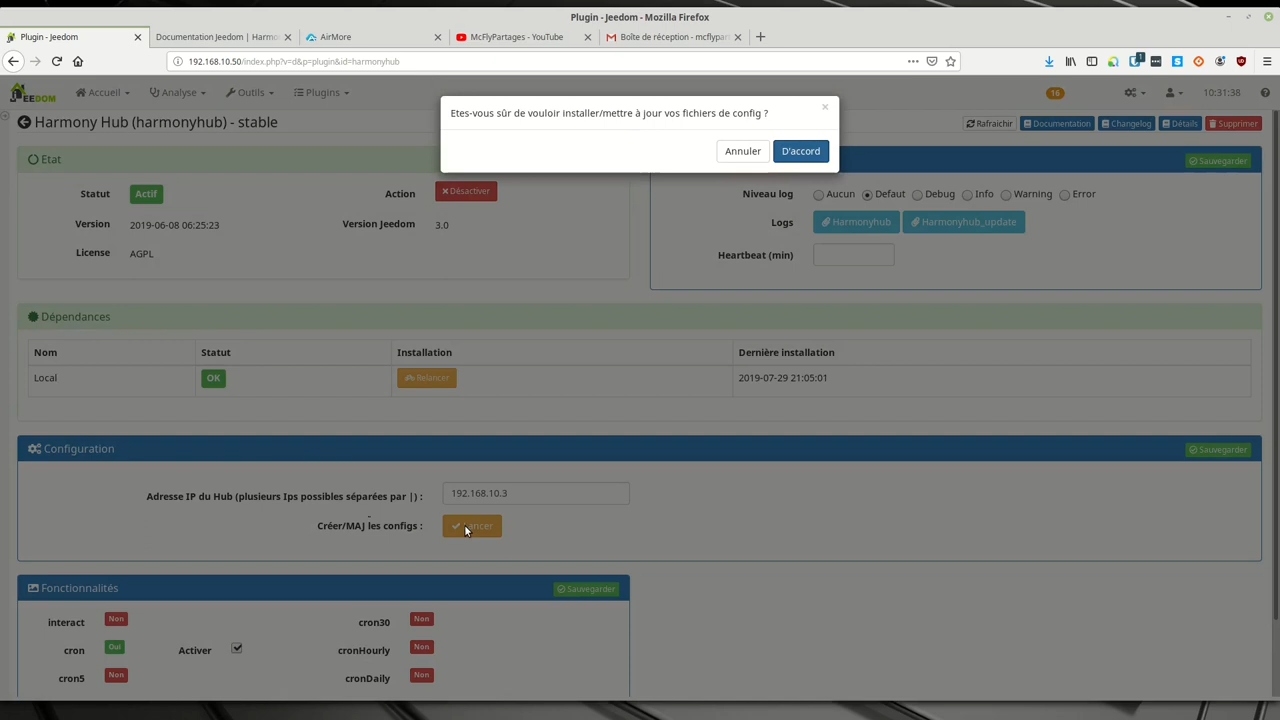 Plugin - Jeedom - Mozilla Firefox
Plugin - Jeedom
Documentation Jeedom | Harmo
AirMore
McFlyPartages - YouTube
Boîte de réception - mcflypar
192.168.10.50/index.php?v=d&p=plugin&id=harmonyhub
1
JEEDOM
Accueil
Analyse
Outils
Plugins
16
10:31:38
Harmony Hub (harmonyhub) - stable
Rafraichir
Documentation
Changelog
Détails
Supprimer
Etes-vous sûr de vouloir installer/mettre à jour vos fichiers de config ?
×
Annuler
D'accord
Etat
Sauvegarder
Statut
Actif
Action
Désactiver
Version
2019-06-08 06:25:23
Version Jeedom
3.0
License
AGPL
Niveau log
Aucun
Defaut
Debug
Info
Warning
Error
Logs
Harmonyhub
Harmonyhub_update
Heartbeat (min)
Dépendances
Nom
Statut
Installation
Dernière installation
Local
OK
Relancer
2019-07-29 21:05:01
Configuration
Sauvegarder
Adresse IP du Hub (plusieurs Ips possibles séparées par |) :
192.168.10.3
Créer/MAJ les configs :
Lancer
Fonctionnalités
Sauvegarder
interact
Non
cron30
Non
cron
Oui
Activer
cronHourly
Non
cron5
Non
cronDaily
Non